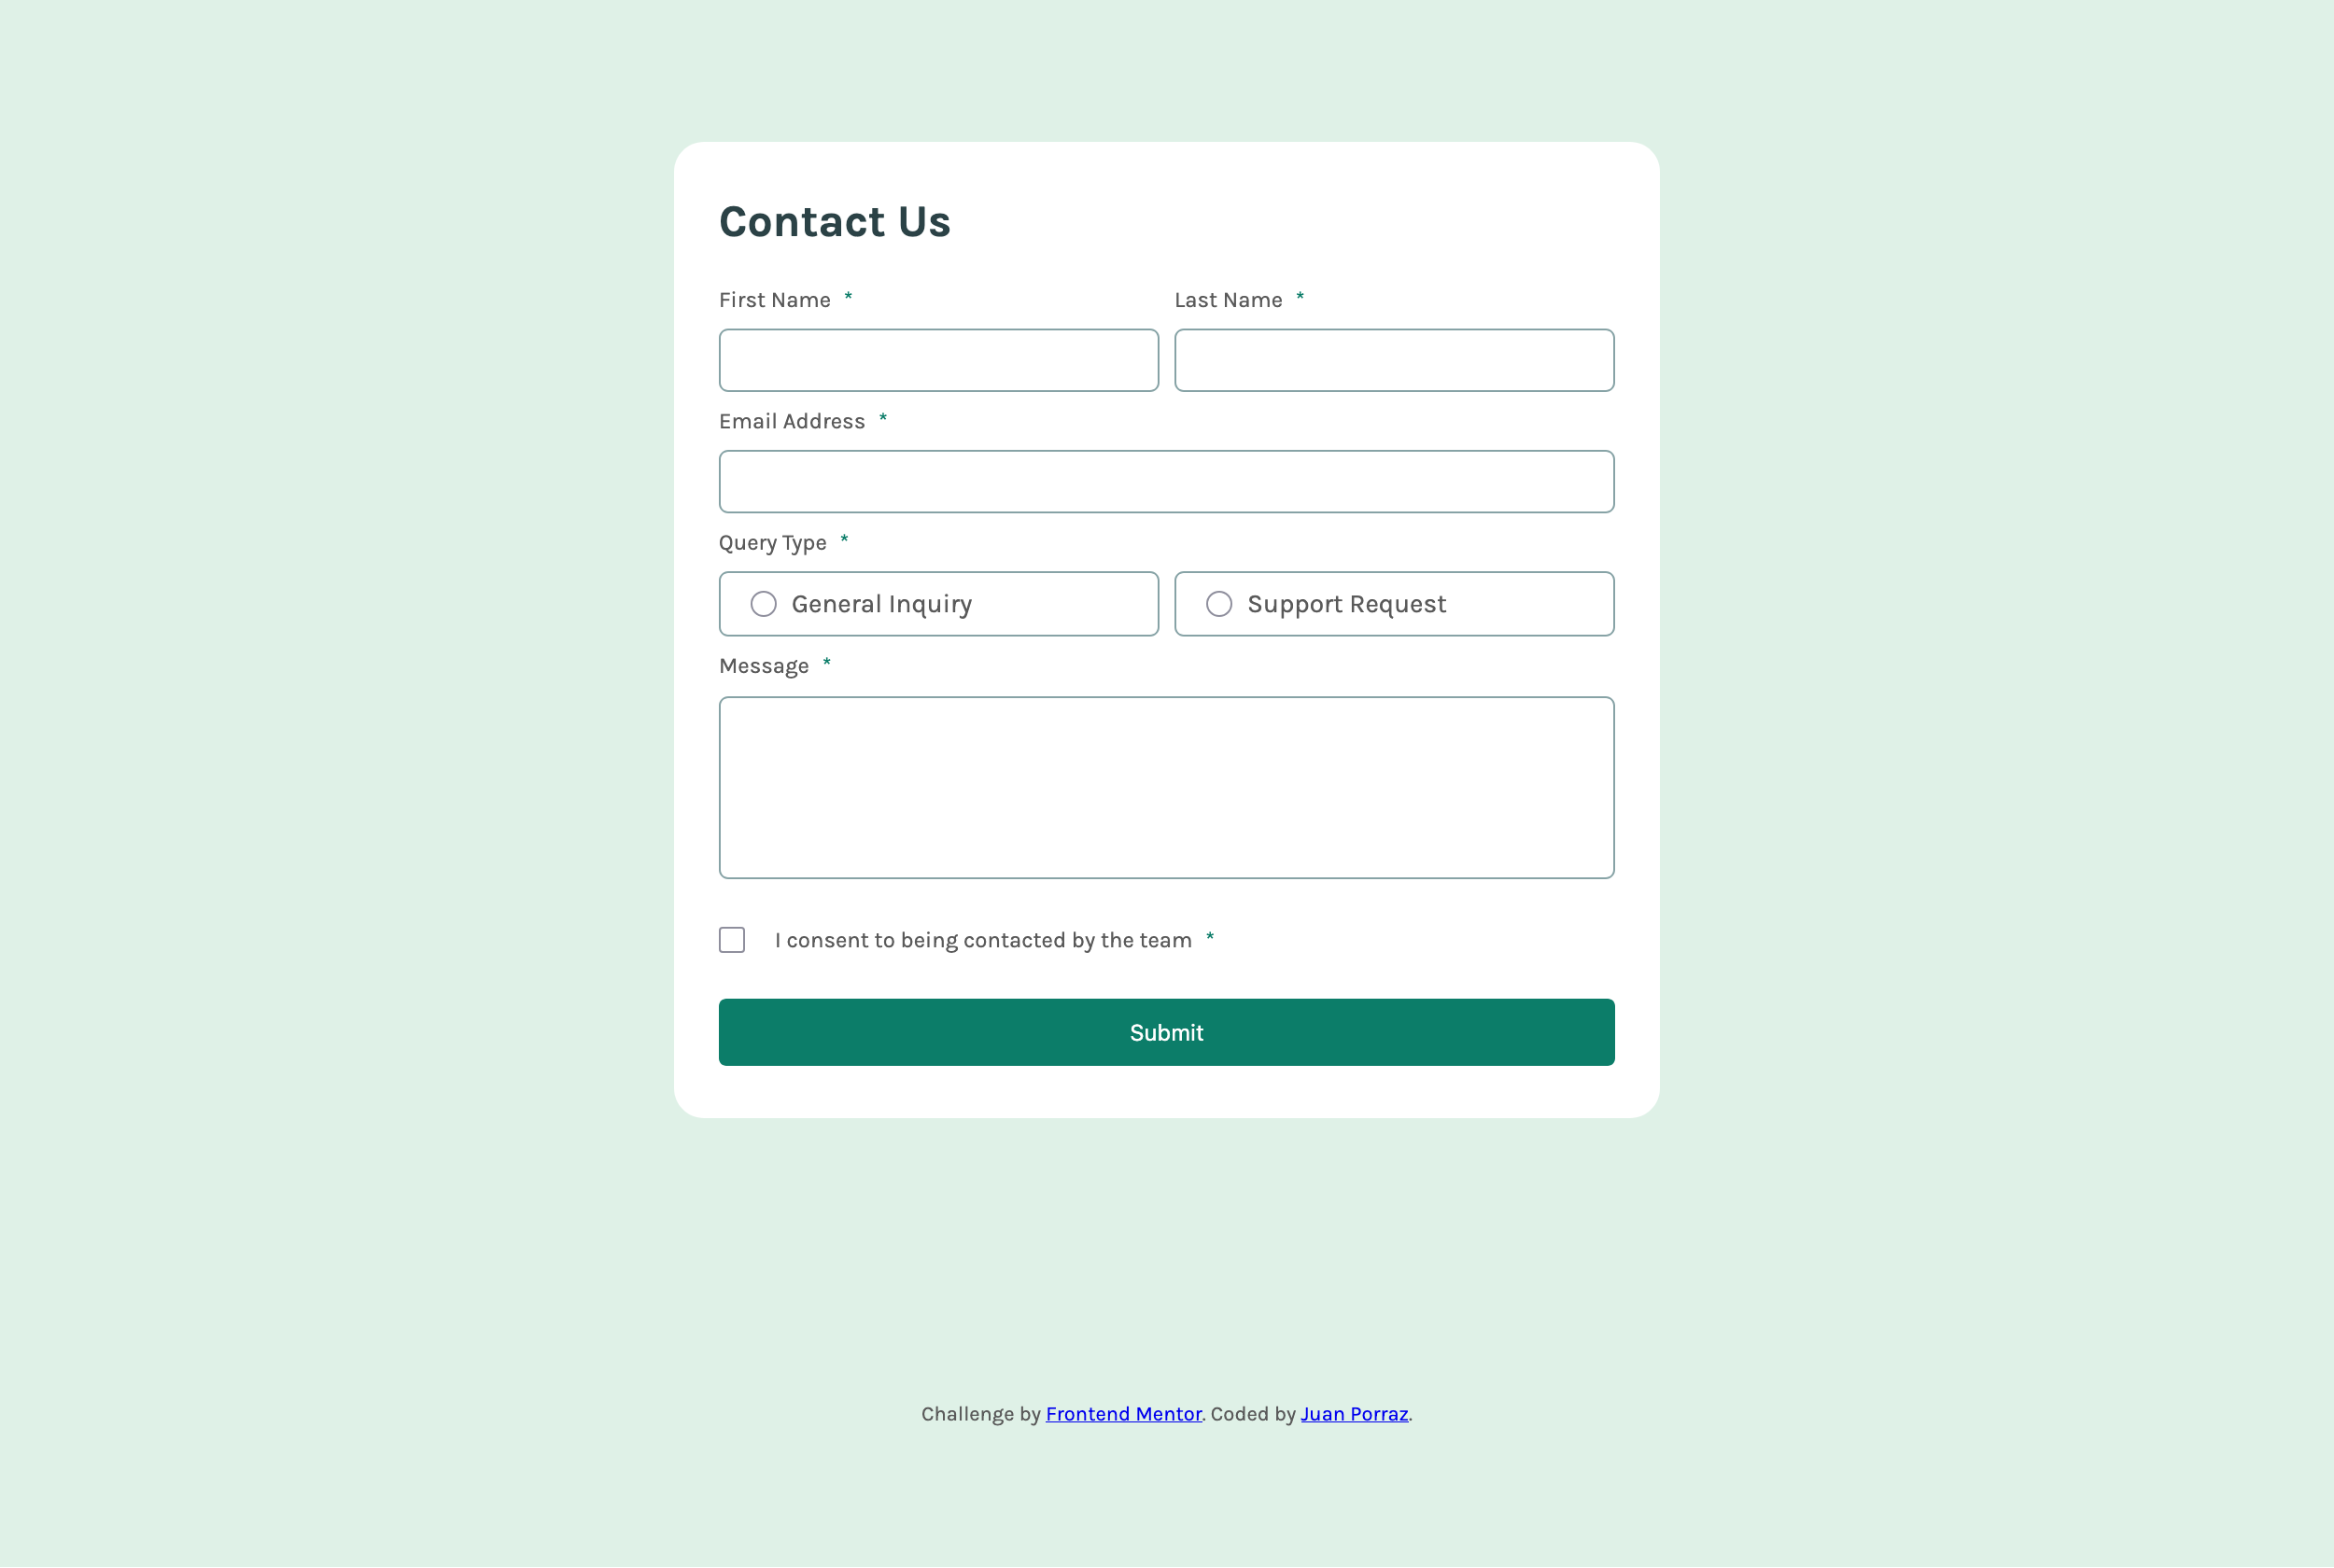 Contact Us
First Name *
Last Name *
Email Address *
Query Type *
General Inquiry
Support Request
Message *
I consent to being contacted by the team *
Submit
Challenge by Frontend Mentor. Coded by Juan Porraz.